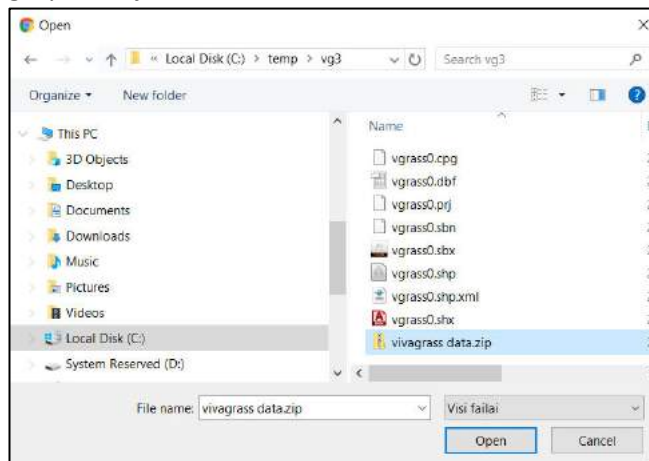 Open
« Local Disk (C:) > temp > vg3
Search vg3
Organize
New folder
This PC
3D Objects
Desktop
Documents
Downloads
Music
Pictures
Videos
Local Disk (C:)
System Reserved (D:)
Name
vgrass0.cpg
vgrass0.dbf
vgrass0.prj
vgrass0.sbn
vgrass0.sbx
vgrass0.shp
vgrass0.shp.xml
vgrass0.shx
vivagrass data.zip
File name: vivagrass data.zip
Visi failai
Open
Cancel